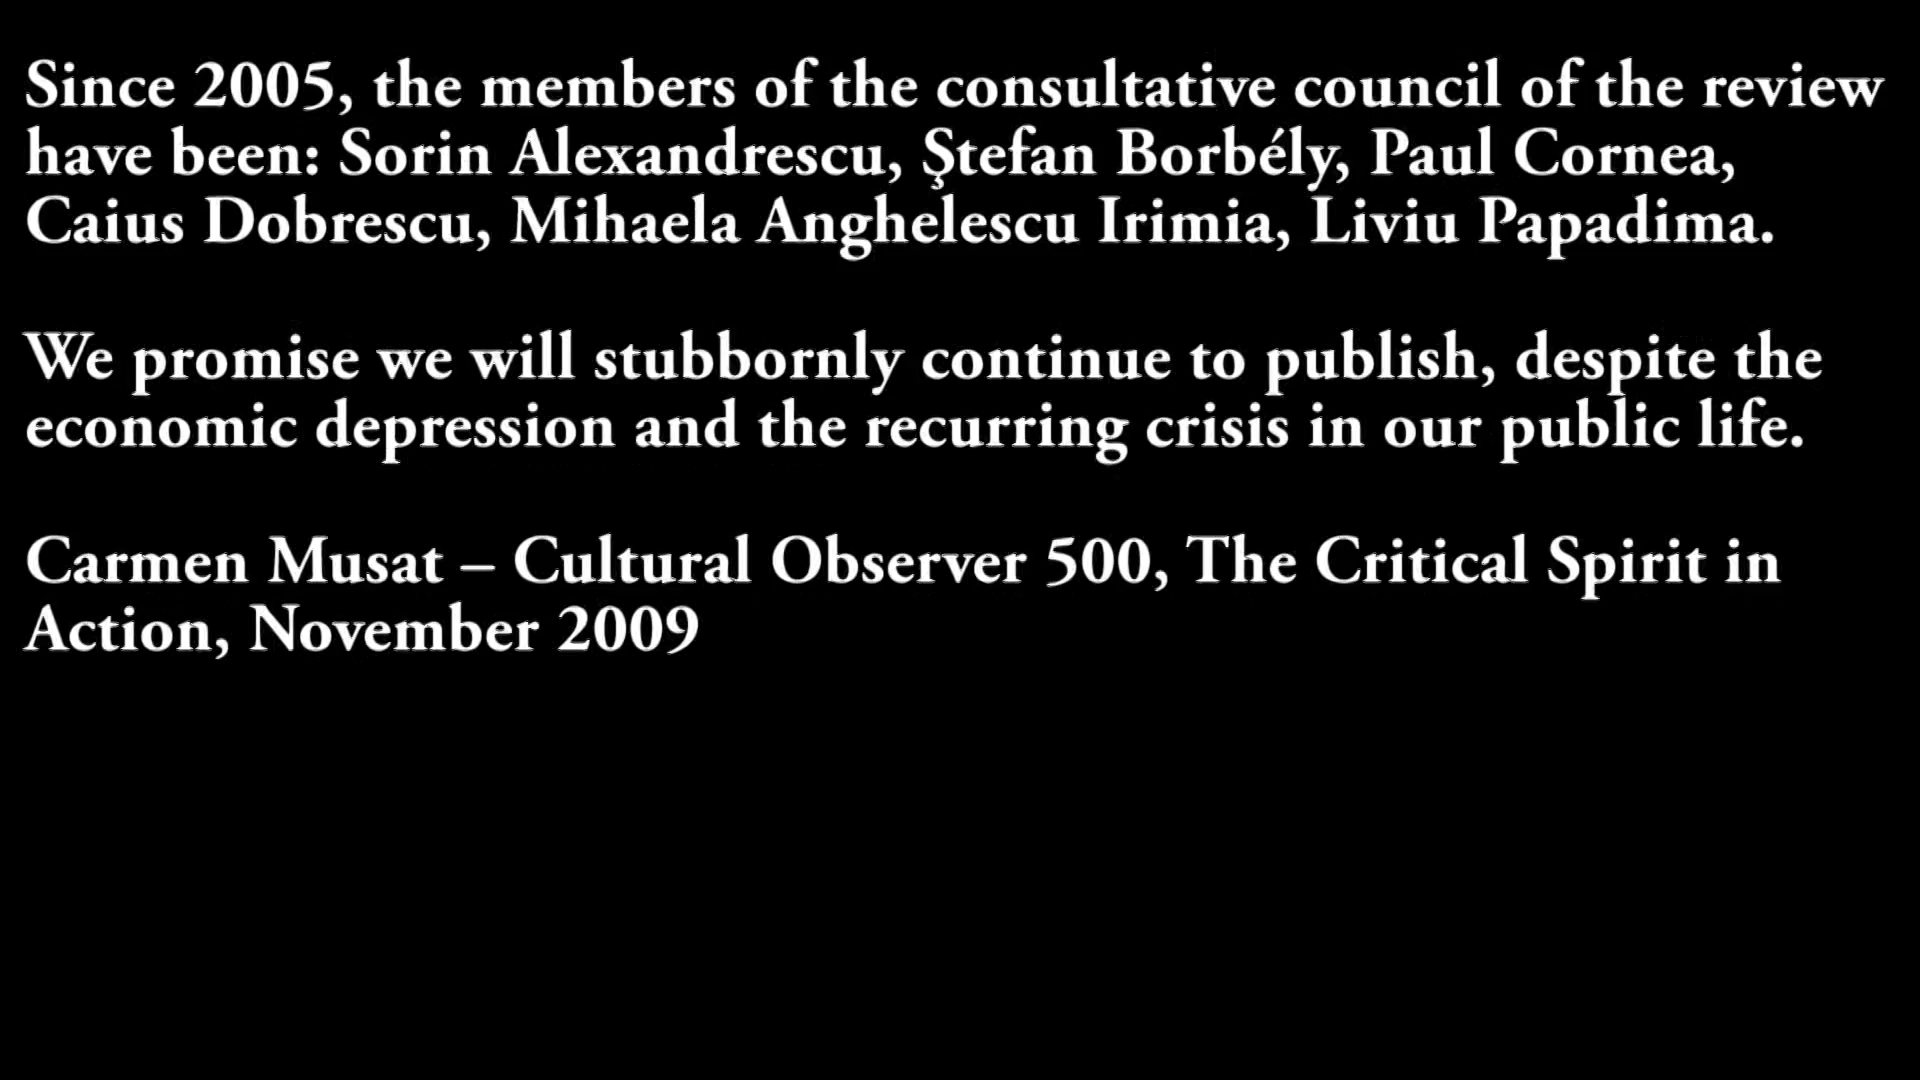 Since 2005, the members of the consultative council of the review
have been: Sorin Alexandrescu, Ştefan Borbély, Paul Cornea,
Caius Dobrescu, Mihaela Anghelescu Irimia, Liviu Papadima.
We promise we will stubbornly continue to publish, despite the
economic depression and the recurring crisis in our public life.
Carmen Musat – Cultural Observer 500, The Critical Spirit in
Action, November 2009